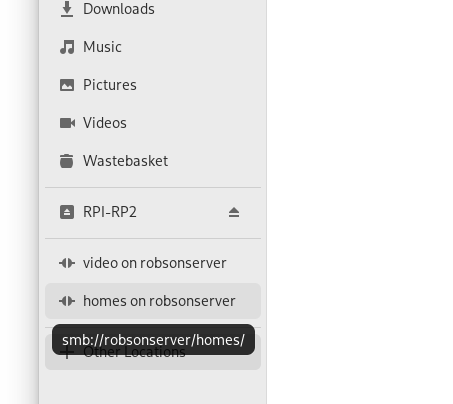 Downloads
Music
Pictures
Videos
Wastebasket
RPI-RP2
video on robsonserver
homes on robsonserver
smb://robsonserver/homes/
Other Locations